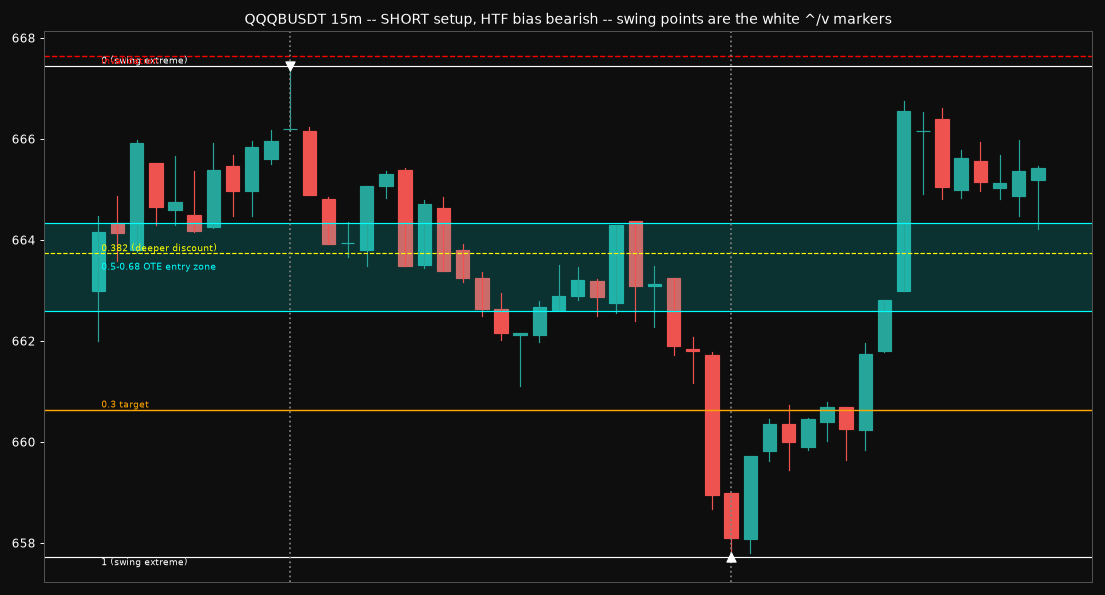 QQQBUSDT 15m -- SHORT setup, HTF bias bearish -- swing points are the white ^/v markers
668
0 (swing extreme)
666
664
0.382 (deeper discount)
0.5-0.68 OTE entry zone
662
0.3 target
660
658
1 (swing extreme)